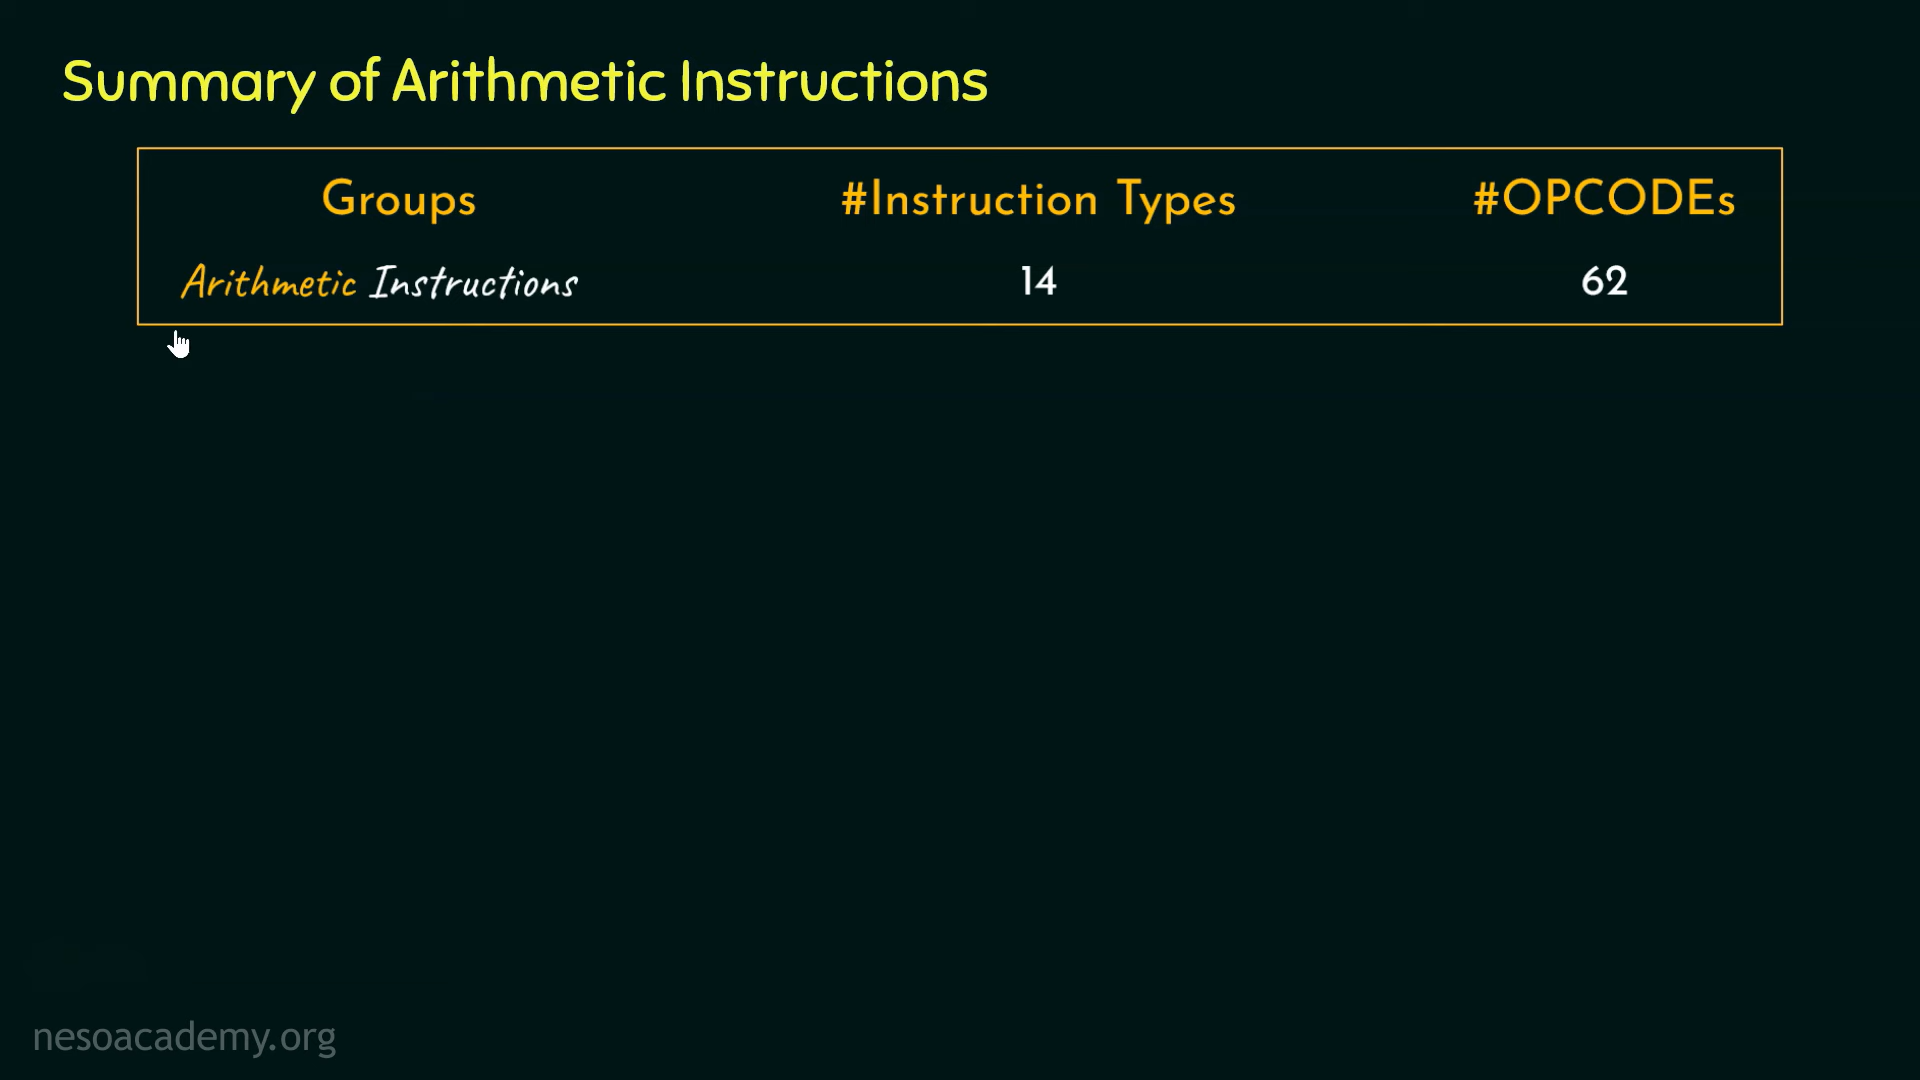 Summary of Arithmetic Instructions
Groups #Instruction Types #OPCODEs
Arithmetic Instructions 14 62
nesoacademy.org